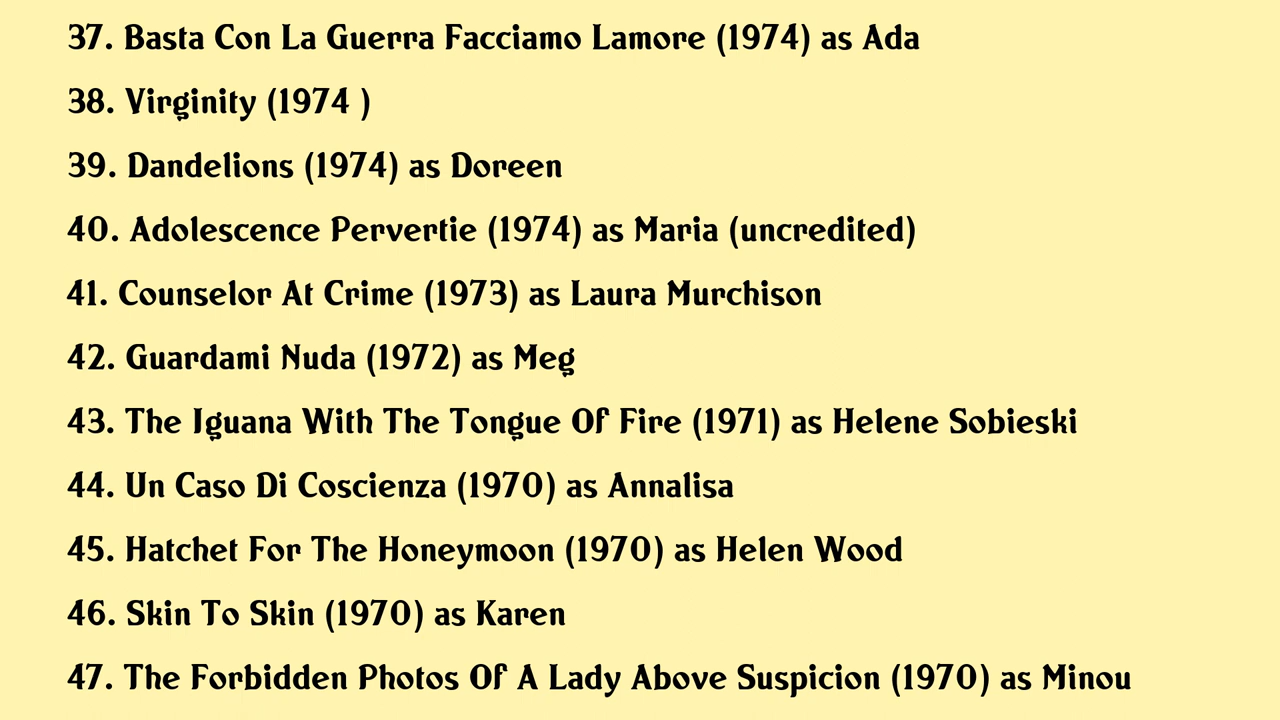 37. Basta Con La Guerra Facciamo Lamore (1974) as Ada
38. Virginity (1974 )
39. Dandelions (1974) as Doreen
40. Adolescence Pervertie (1974) as Maria (uncredited)
41. Counselor At Crime (1973) as Laura Murchison
42. Guardami Nuda (1972) as Meg
43. The Iguana With The Tongue Of Fire (1971) as Helene Sobieski
44. Un Caso Di Coscienza (1970) as Annalisa
45. Hatchet For The Honeymoon (1970) as Helen Wood
46. Skin To Skin (1970) as Karen
47. The Forbidden Photos Of A Lady Above Suspicion (1970) as Minou